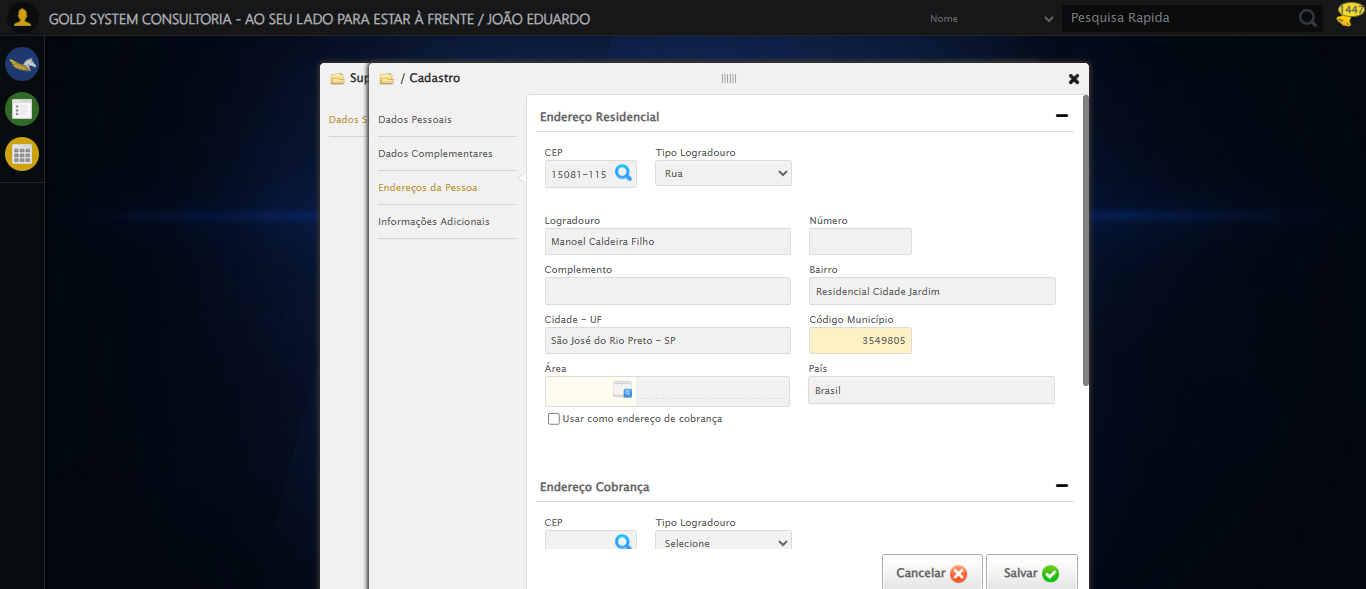 GOLD SYSTEM CONSULTORIA - AO SEU LADO PARA ESTAR À FRENTE / JOÃO EDUARDO
Nome
Pesquisa Rapida
1447
Sup
/ Cadastro
Dados S
Dados Pessoais
Dados Complementares
Endereços da Pessoa
Informações Adicionais
Endereço Residencial
CEP
Tipo Logradouro
15081-115
Rua
Logradouro
Número
Manoel Caldeira Filho
Complemento
Bairro
Residencial Cidade Jardim
Cidade - UF
Código Município
São José do Rio Preto - SP
3549805
Área
País
Brasil
Usar como endereço de cobrança
Endereço Cobrança
CEP
Tipo Logradouro
Selecione
Cancelar
Salvar